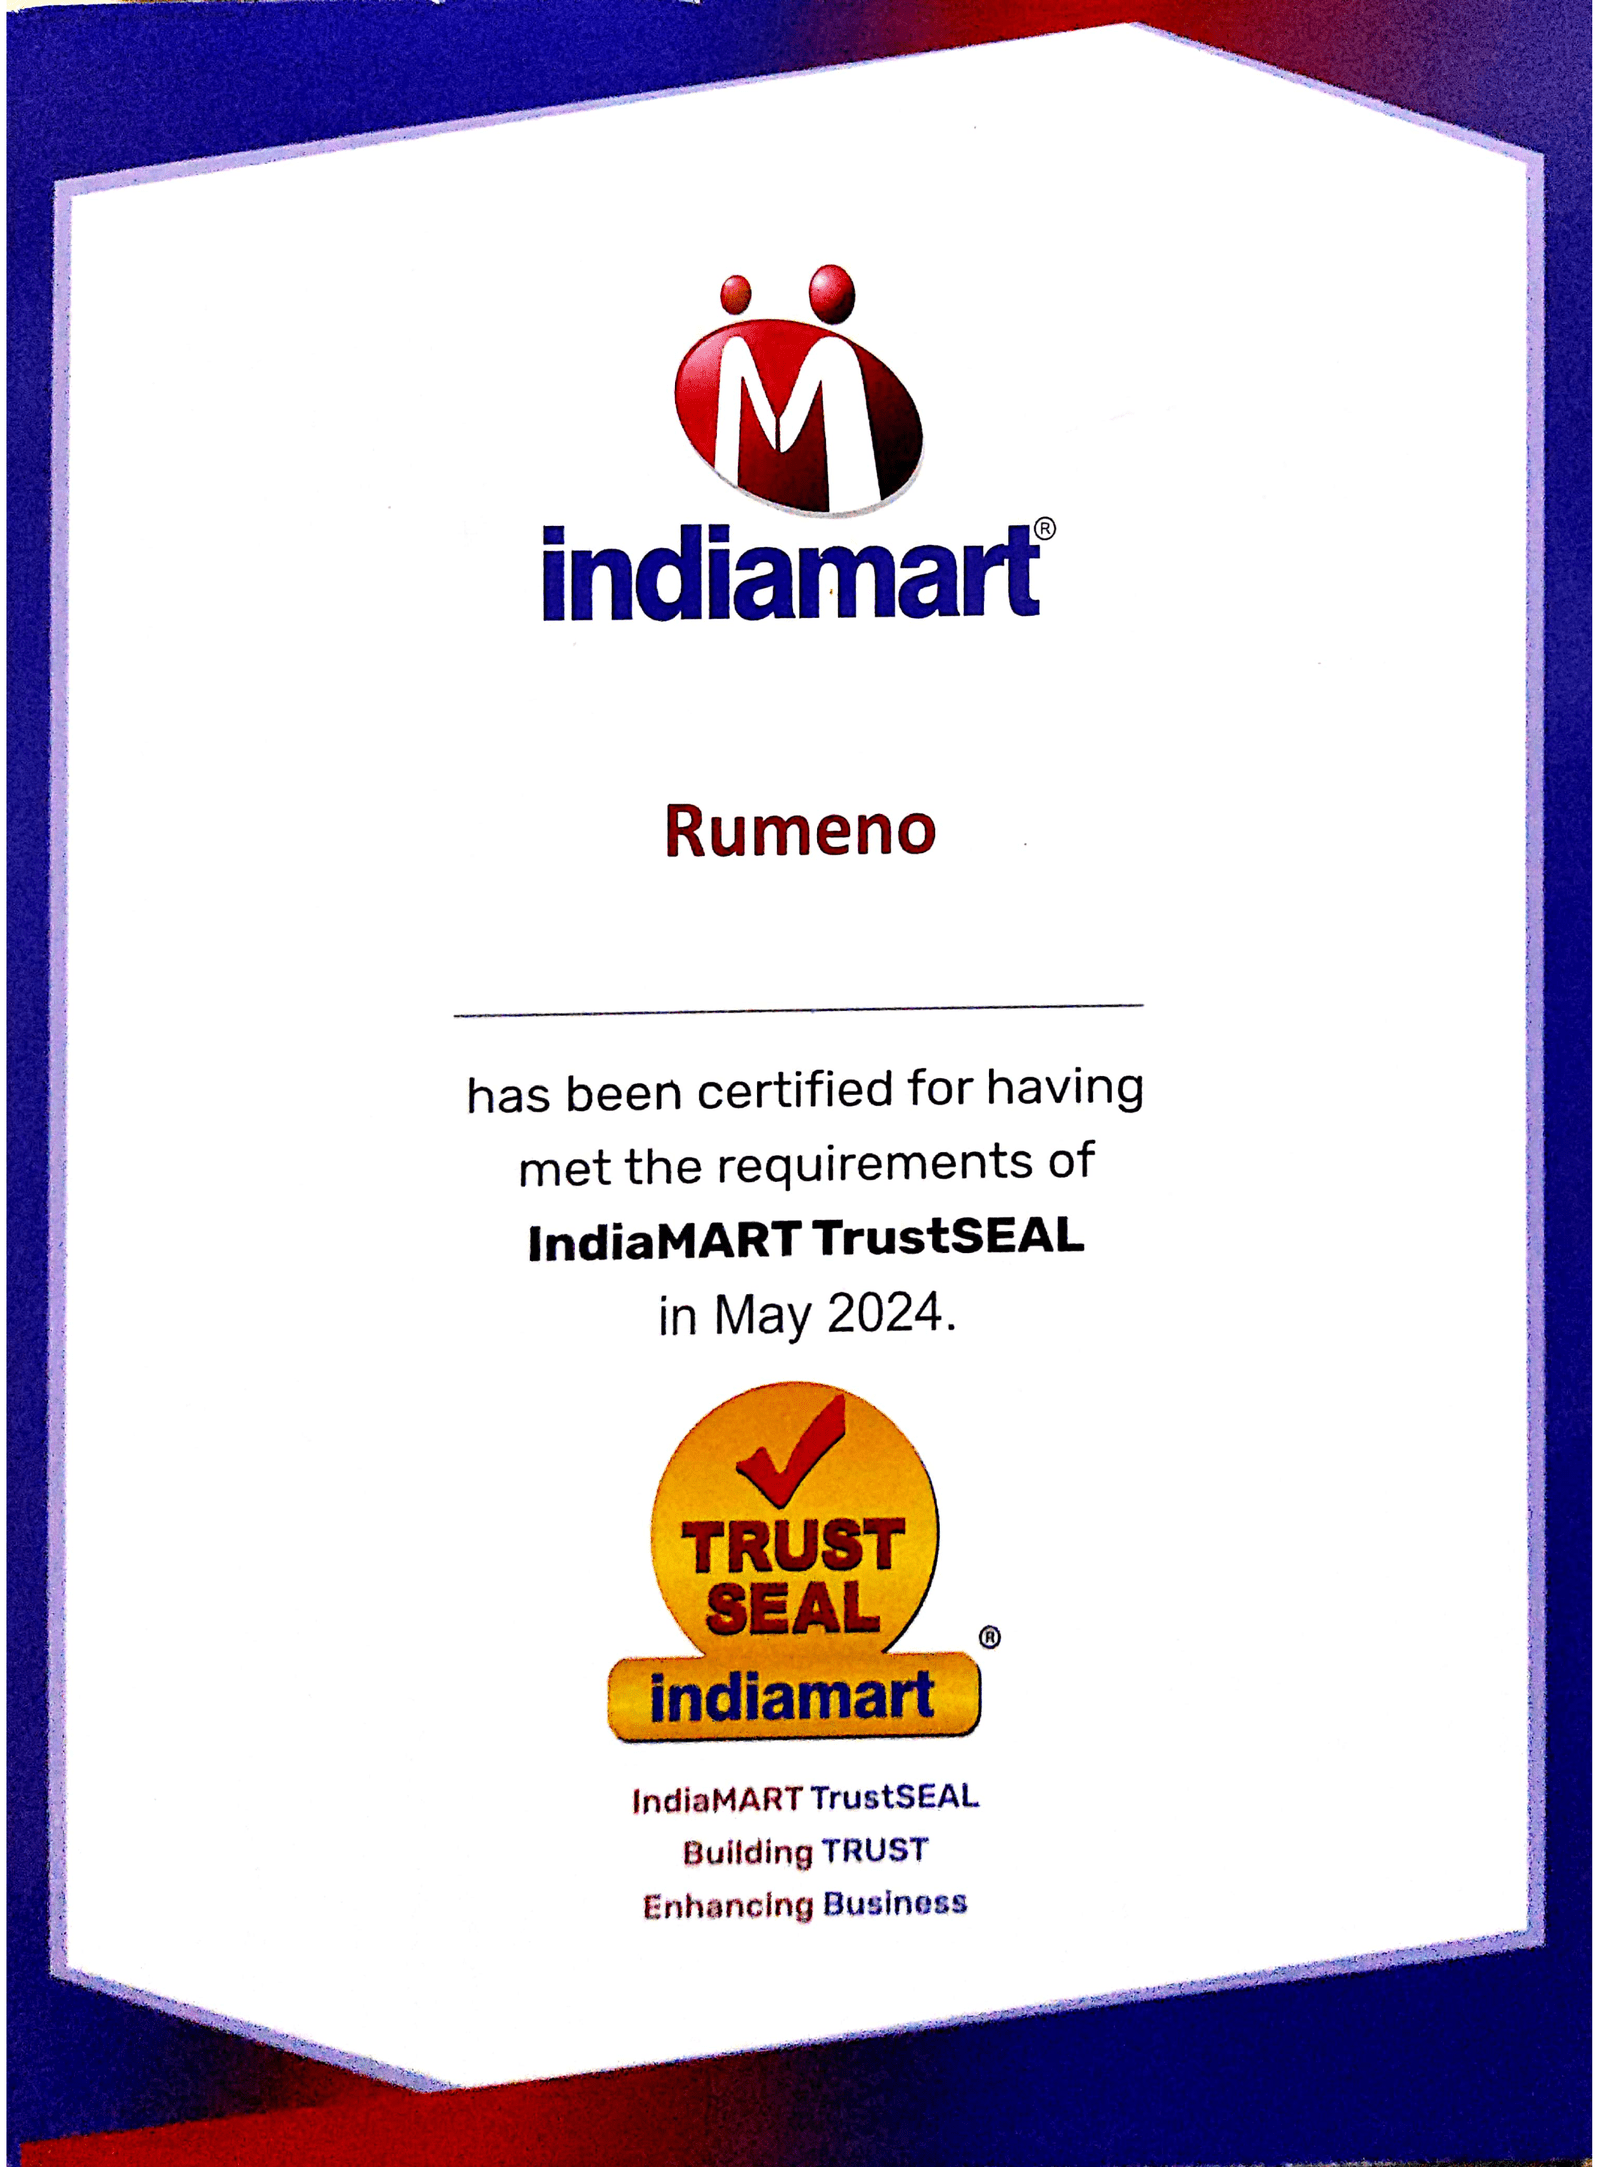 indiamart®
Rumeno
has been certified for having
met the requirements of
IndiaMART TrustSEAL
in May 2024.
TRUST
SEAL
®
indiamart
IndiaMART TrustSEAL
Building TRUST
Enhancing Business